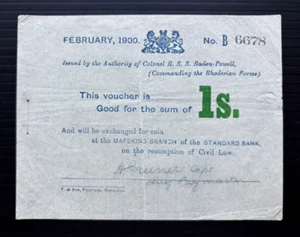 FEBRUARY, 1900. No. B 6678
Issued by the Authority of Colonel R. S. S. Baden-Powell,
(Commanding the Rhodesian Forces)
This voucher is
Good for the sum of 1s.
And will be exchanged for coin
at the MAFEKING BRANCH of the STANDARD BANK,
on the resumption of Civil Law.
Capt
Paymaster